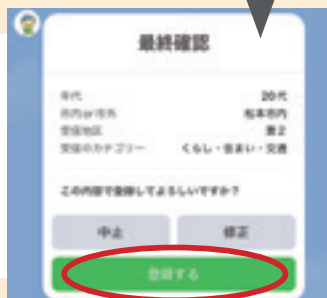 最終確認
年代 20代
市内or市外 松本市内
受信地区 第2
受信のカテゴリー くらし・住まい・交通
この内容で登録してよろしいですか？
中止 修正
登録する